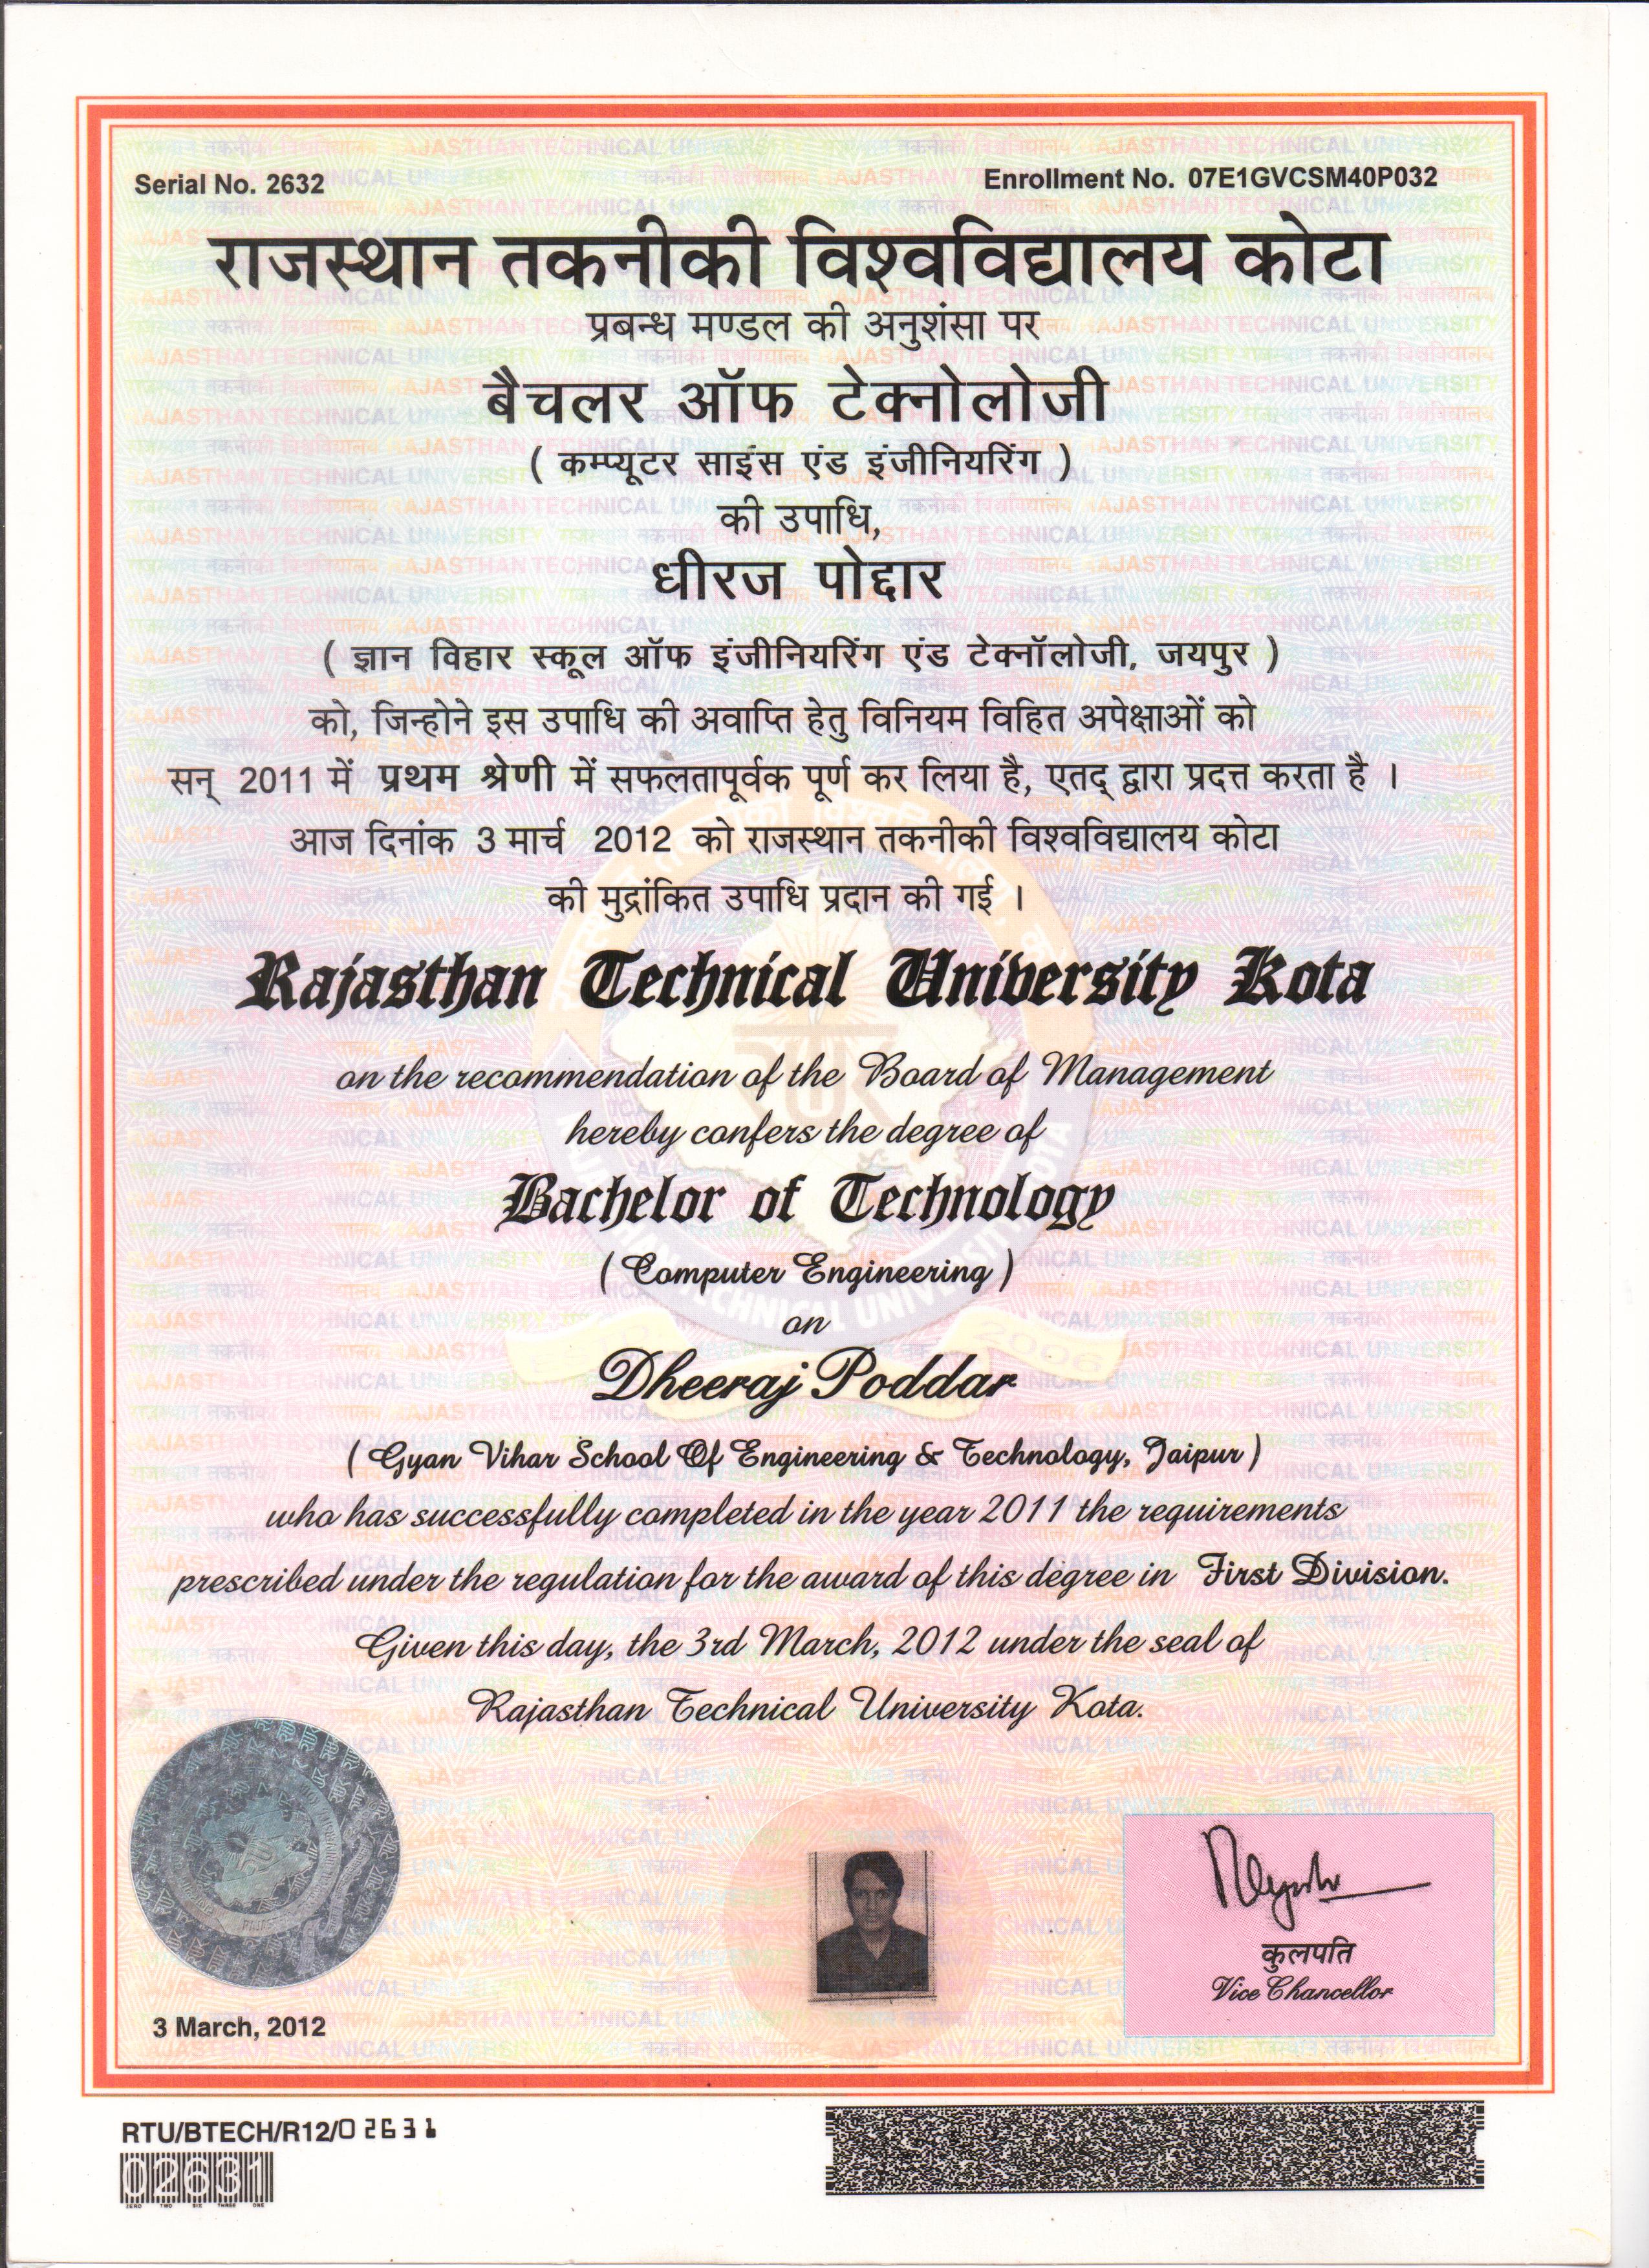 Serial No. 2632
Enrollment No. 07E1GVCSM40P032
राजस्थान तकनीकी विश्वविद्यालय कोटा
प्रबन्ध मण्डल की अनुशंसा पर
बैचलर ऑफ टेक्नोलोजी
( कम्प्यूटर साइंस एंड इंजीनियरिंग )
की उपाधि,
धीरज पोद्दार
( ज्ञान विहार स्कूल ऑफ इंजीनियरिंग एंड टेक्नॉलोजी, जयपुर )
को, जिन्होने इस उपाधि की अवाप्ति हेतु विनियम विहित अपेक्षाओं को
सन् 2011 में प्रथम श्रेणी में सफलतापूर्वक पूर्ण कर लिया है, एतद् द्वारा प्रदत्त करता है ।
आज दिनांक 3 मार्च 2012 को राजस्थान तकनीकी विश्वविद्यालय कोटा
की मुद्रांकित उपाधि प्रदान की गई ।
Rajasthan Technical University Kota
on the recommendation of the Board of Management
hereby confers the degree of
Bachelor of Technology
( Computer Engineering )
on
Dheeraj Poddar
( Gyan Vihar School Of Engineering & Technology, Jaipur )
who has successfully completed in the year 2011 the requirements
prescribed under the regulation for the award of this degree in First Division.
Given this day, the 3rd March, 2012 under the seal of
Rajasthan Technical University Kota.
कुलपति
Vice Chancellor
3 March, 2012
RTU/BTECH/R12/02631
02631
ZERO TWO SIX THREE ONE